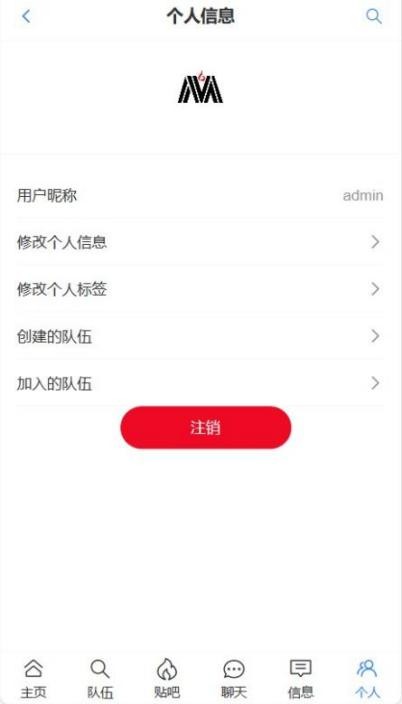 个人信息
用户昵称 admin
修改个人信息
修改个人标签
创建的队伍
加入的队伍
注销
主页 队伍 贴吧 聊天 信息 个人